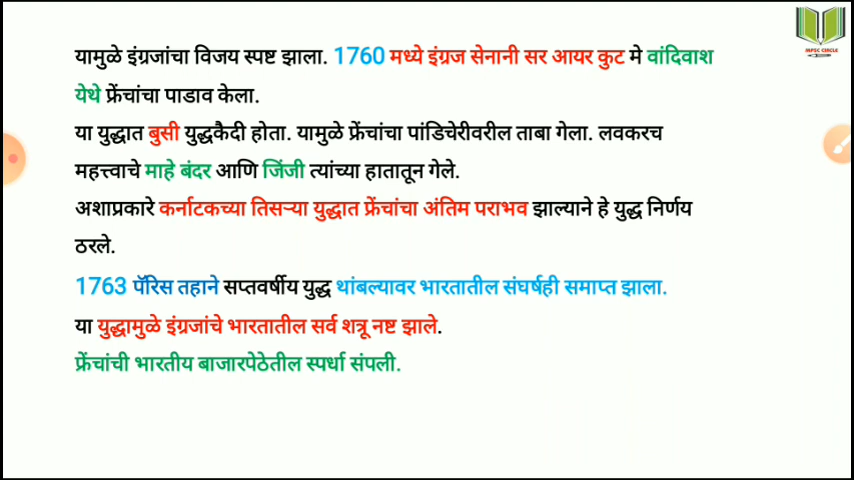 यामुळे इंग्रजांचा विजय स्पष्ट झाला. 1760 मध्ये इंग्रज सेनानी सर आयर कुट मे वांदिवाश
येथे फ्रेंचांचा पाडाव केला.
या युद्धात बुसी युद्धकैदी होता. यामुळे फ्रेंचांचा पांडिचेरीवरील ताबा गेला. लवकरच
महत्त्वाचे माहे बंदर आणि जिंजी त्यांच्या हातातून गेले.
अशाप्रकारे कर्नाटकच्या तिसऱ्या युद्धात फ्रेंचांचा अंतिम पराभव झाल्याने हे युद्ध निर्णय
ठरले.
1763 पॅरिस तहाने सप्तवर्षीय युद्ध थांबल्यावर भारतातील संघर्षही समाप्त झाला.
या युद्धामुळे इंग्रजांचे भारतातील सर्व शत्रू नष्ट झाले.
फ्रेंचांची भारतीय बाजारपेठेतील स्पर्धा संपली.
MPSC CIRCLE